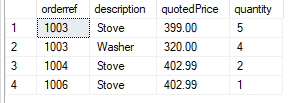 orderref description quotedPrice quantity
1 1003 Stove 399.00 5
2 1003 Washer 320.00 4
3 1004 Stove 402.99 2
4 1006 Stove 402.99 1